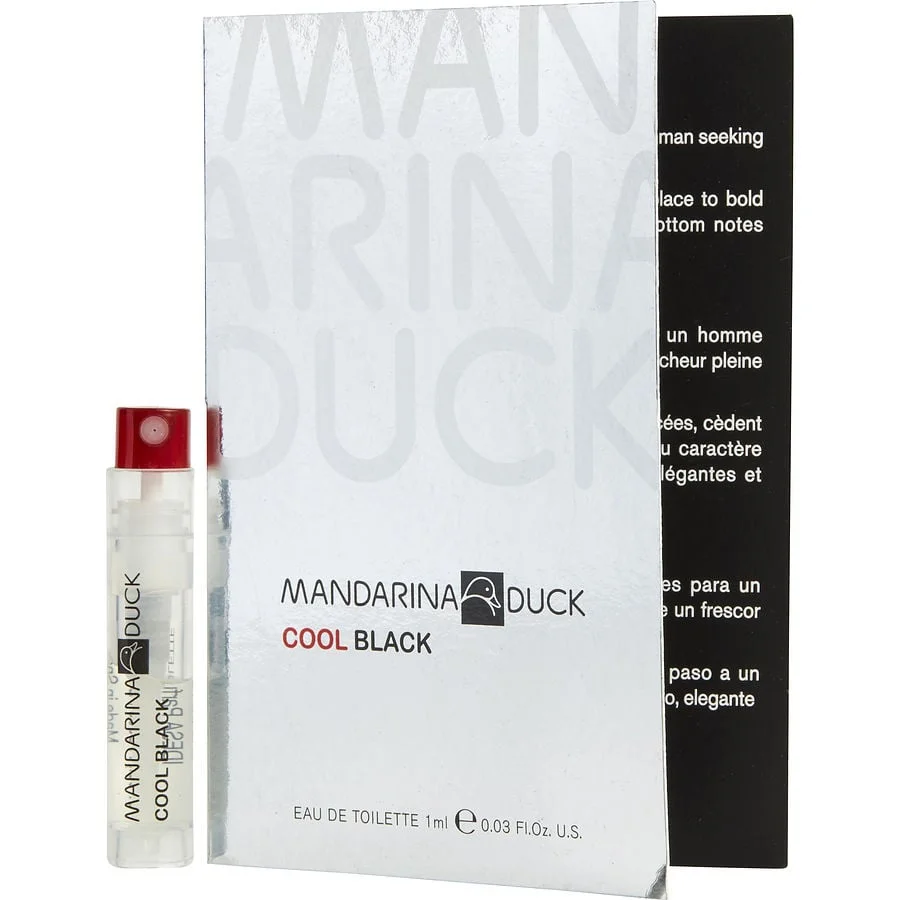 MAN
ARINA
DUCK
MANDARINA DUCK
COOL BLACK
EAU DE TOILETTE 1ml e 0.03 Fl.Oz. U.S.
man seeking
place to bold
ottom notes
un homme
cheur pleine
cées, cèdent
u caractère
légantes et
es para un
e un frescor
paso a un
o, elegante
MANDARINA DUCK
COOL BLACK